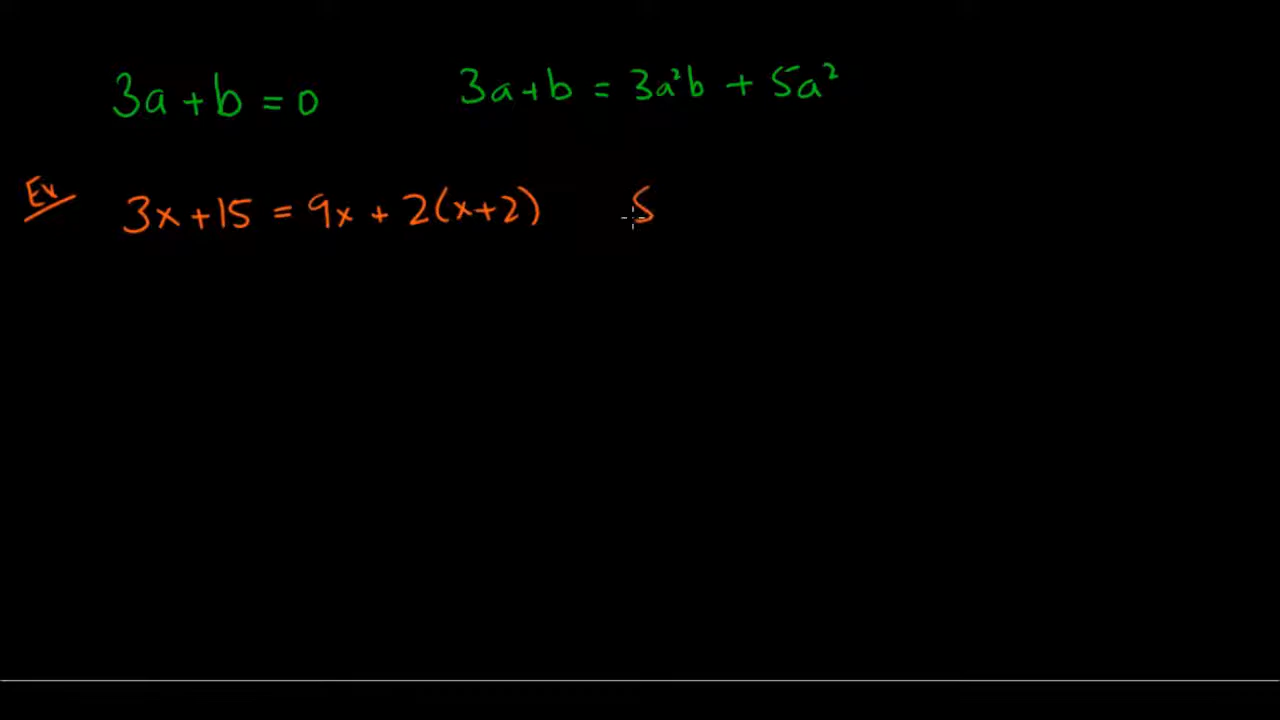 3a + b = 0 3a + b = 3a²b + 5a²
Ex 3x + 15 = 9x + 2(x+2) S